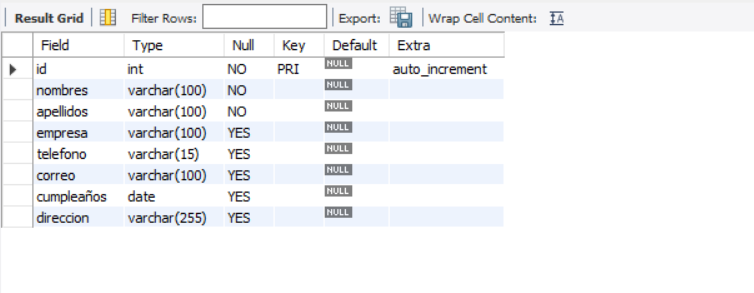 Result Grid Filter Rows: Export: Wrap Cell Content: IA
Field Type Null Key Default Extra
id int NO PRI NULL auto_increment
nombres varchar(100) NO NULL
apellidos varchar(100) NO NULL
empresa varchar(100) YES NULL
telefono varchar(15) YES NULL
correo varchar(100) YES NULL
cumpleaños date YES NULL
direccion varchar(255) YES NULL